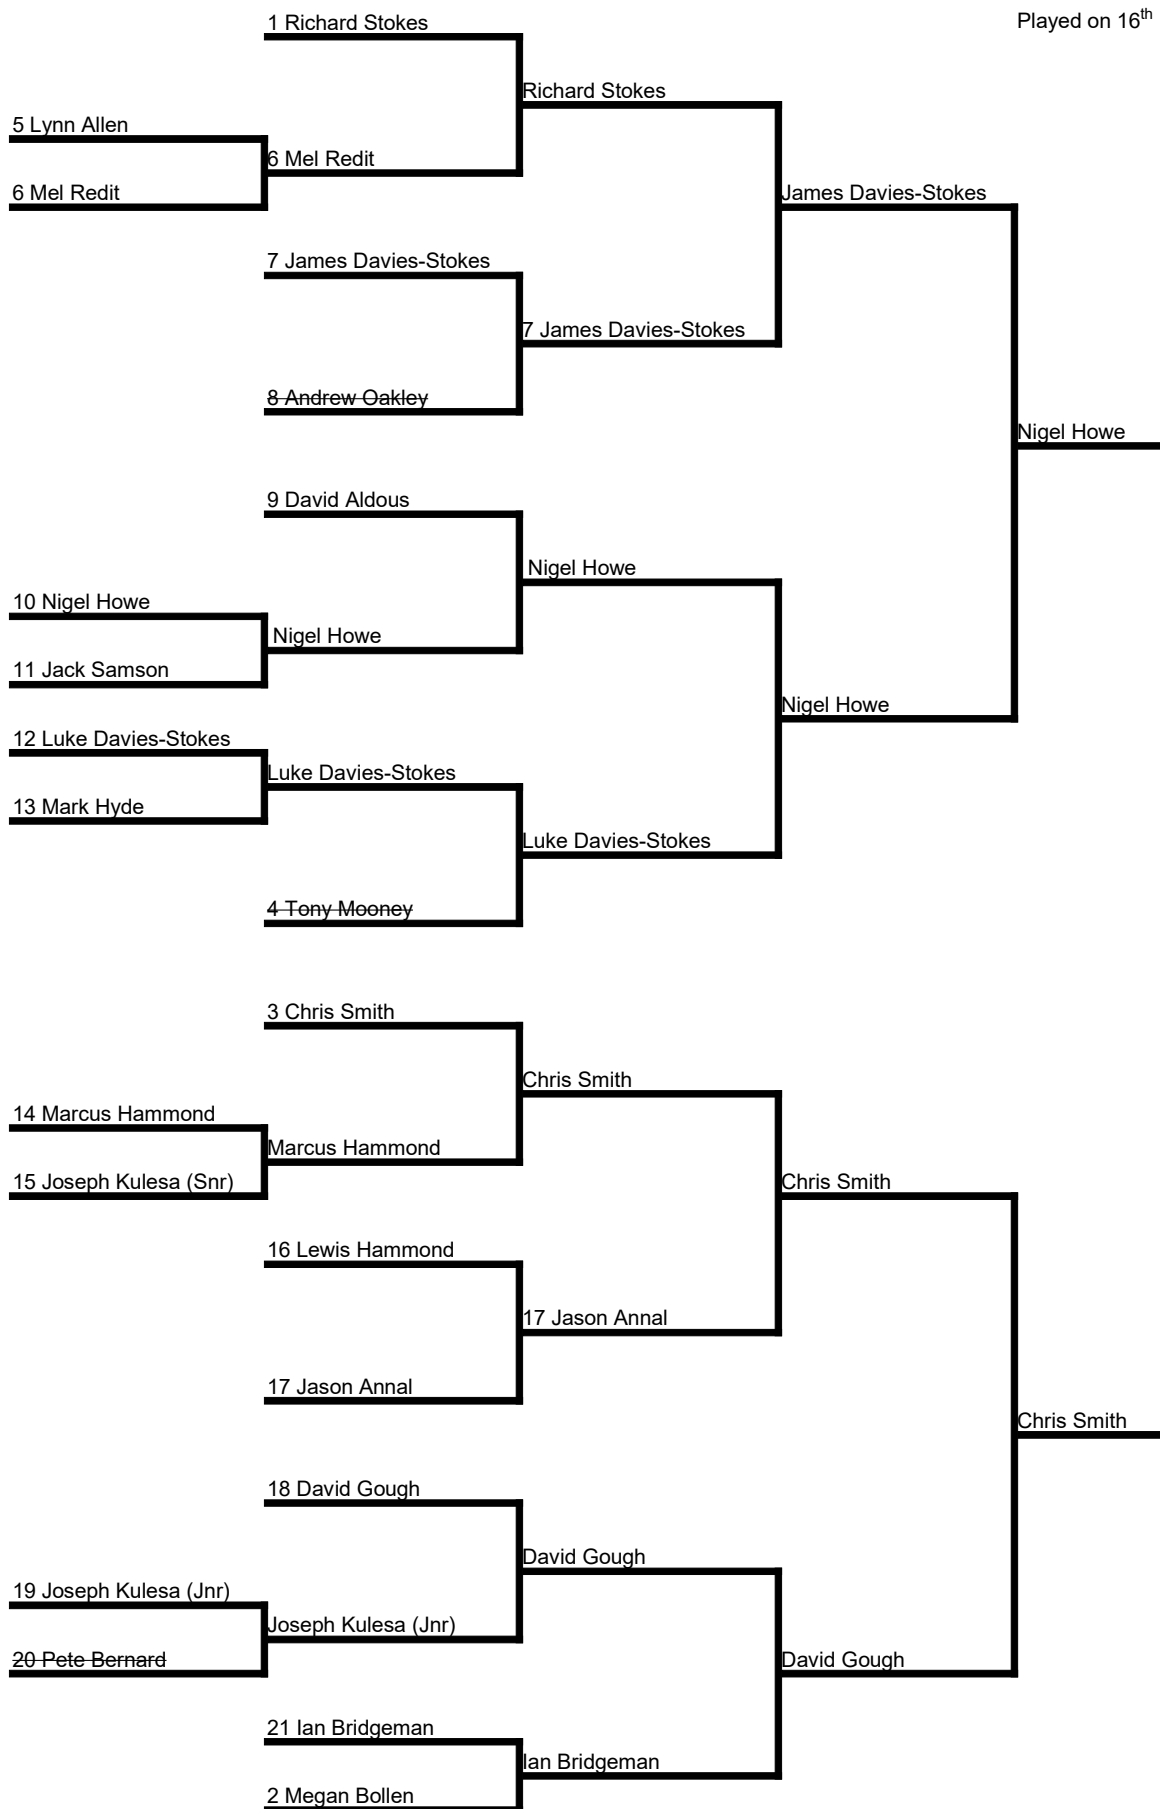 1 Richard Stokes
Played on 16th
Richard Stokes
5 Lynn Allen
6 Mel Redit
6 Mel Redit
James Davies-Stokes
7 James Davies-Stokes
7 James Davies-Stokes
8 Andrew Oakley
Nigel Howe
9 David Aldous
Nigel Howe
10 Nigel Howe
Nigel Howe
11 Jack Samson
Nigel Howe
12 Luke Davies-Stokes
Luke Davies-Stokes
13 Mark Hyde
Luke Davies-Stokes
4 Tony Mooney
3 Chris Smith
Chris Smith
14 Marcus Hammond
Marcus Hammond
15 Joseph Kulesa (Snr)
Chris Smith
16 Lewis Hammond
17 Jason Annal
17 Jason Annal
Chris Smith
18 David Gough
David Gough
19 Joseph Kulesa (Jnr)
Joseph Kulesa (Jnr)
20 Pete Bernard
David Gough
21 Ian Bridgeman
Ian Bridgeman
2 Megan Bollen